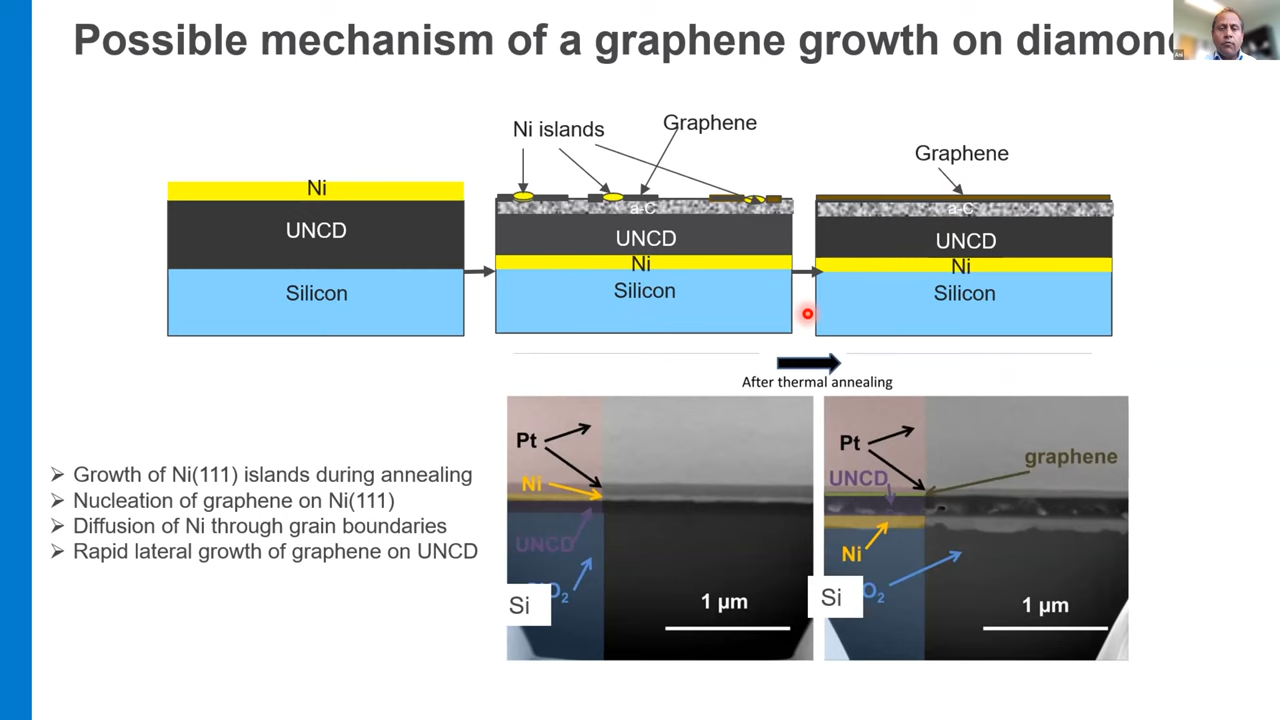 Possible mechanism of a graphene growth on diamond
Ni islands
Graphene
Graphene
Ni
UNCD
Silicon
a-C
UNCD
Ni
Silicon
a-C
UNCD
Ni
Silicon
After thermal annealing
➢ Growth of Ni(111) islands during annealing
➢ Nucleation of graphene on Ni(111)
➢ Diffusion of Ni through grain boundaries
➢ Rapid lateral growth of graphene on UNCD
Pt
Ni
UNCD
Si
O2
1 µm
Pt
graphene
UNCD
Ni
Si
O2
1 µm